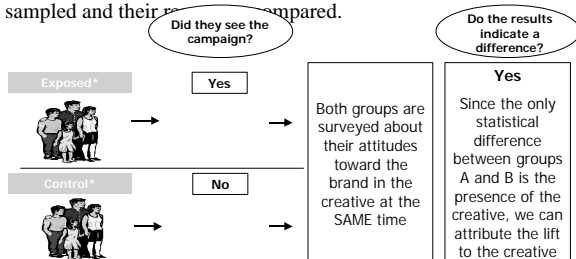 sampled and their compared.
Did they see the
campaign?
Do the results
indicate a
difference?
Exposed*
Yes
Control*
No
Both groups are
surveyed about
their attitudes
toward the
brand in the
creative at the
SAME time
Yes
Since the only
statistical
difference
between groups
A and B is the
presence of the
creative, we can
attribute the lift
to the creative